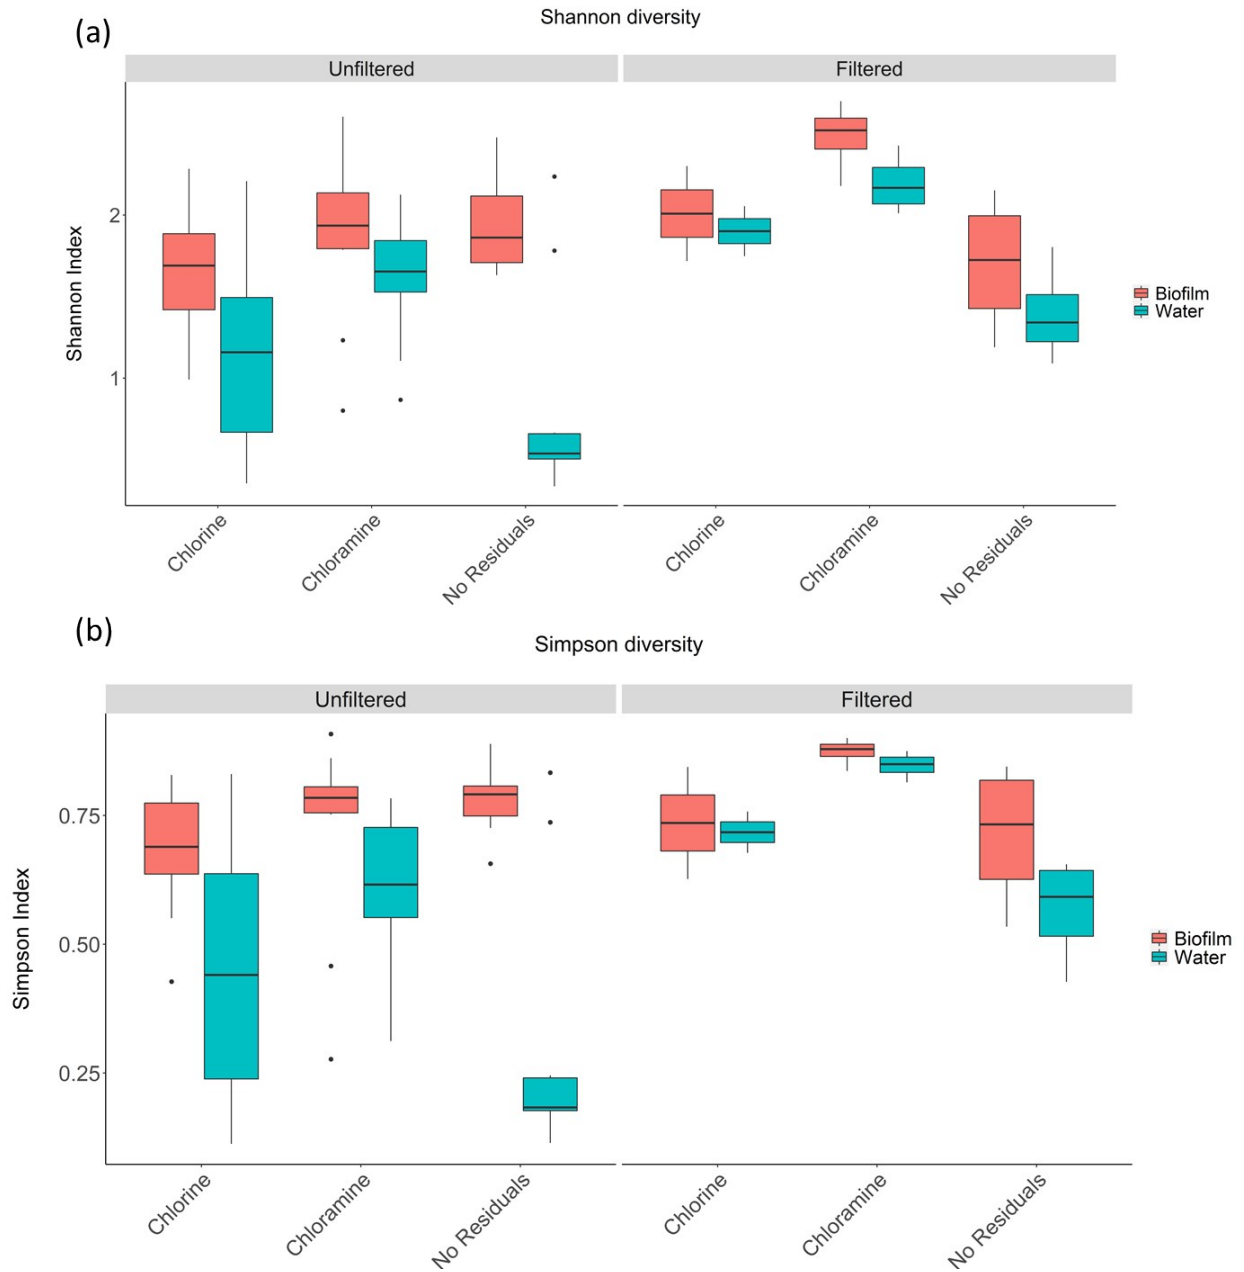 (a)
Shannon diversity
Unfiltered
Filtered
Shannon Index
2
1
Biofilm
Water
Chlorine
Chloramine
No Residuals
Chlorine
Chloramine
No Residuals
(b)
Simpson diversity
Unfiltered
Filtered
Simpson Index
0.75
0.50
0.25
Biofilm
Water
Chlorine
Chloramine
No Residuals
Chlorine
Chloramine
No Residuals